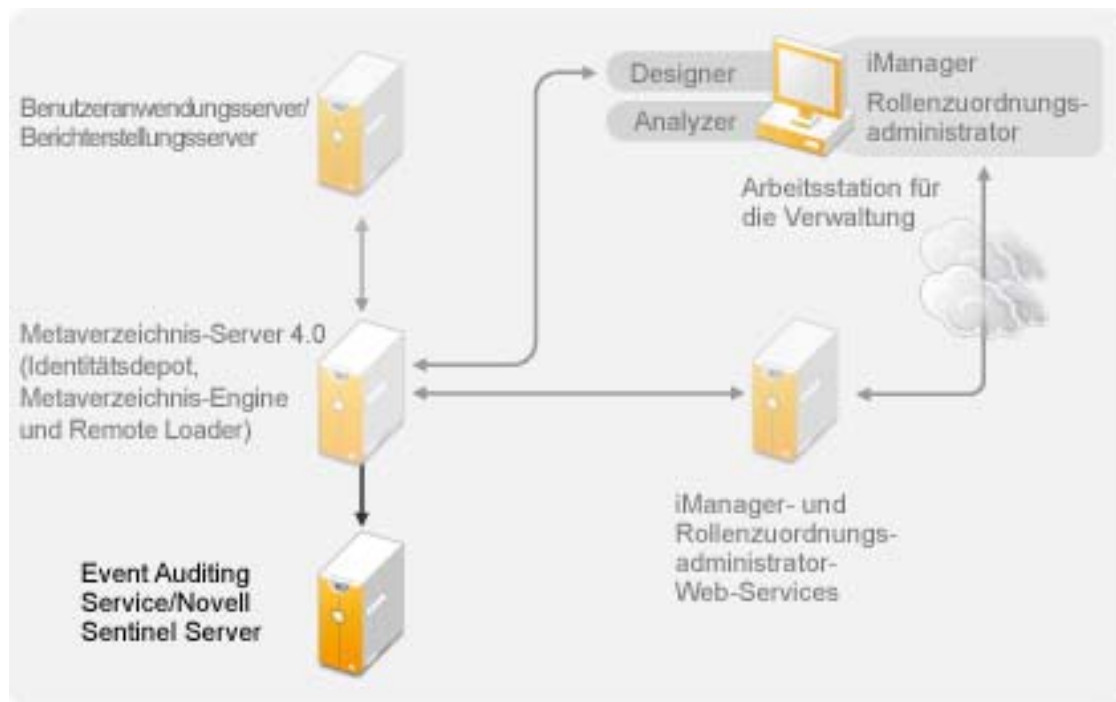 Benutzeranwendungsserver/
Berichterstellungsserver
Designer
Analyzer
iManager
Rollenzuordnungs-
administrator
Arbeitsstation für
die Verwaltung
Metaverzeichnis-Server 4.0
(Identitätsdepot,
Metaverzeichnis-Engine
und Remote Loader)
iManager- und
Rollenzuordnungs-
administrator-
Web-Services
Event Auditing
Service/Novell
Sentinel Server